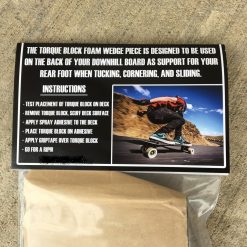 THE TORQUE BLOCK FOAM WEDGE PIECE IS DESIGNED TO BE USED
ON THE BACK OF YOUR DOWNHILL BOARD AS SUPPORT FOR YOUR
REAR FOOT WHEN TUCKING, CORNERING, AND SLIDING.
INSTRUCTIONS
- TEST PLACEMENT OF TORQUE BLOCK ON DECK
- REMOVE TORQUE BLOCK, SCUFF DECK SURFACE
- APPLY SPRAY ADHESIVE TO THE DECK
- PLACE TORQUE BLOCK ON ADHESIVE
- APPLY GRIPTAPE OVER TORQUE BLOCK
- GO FOR A RIP!!